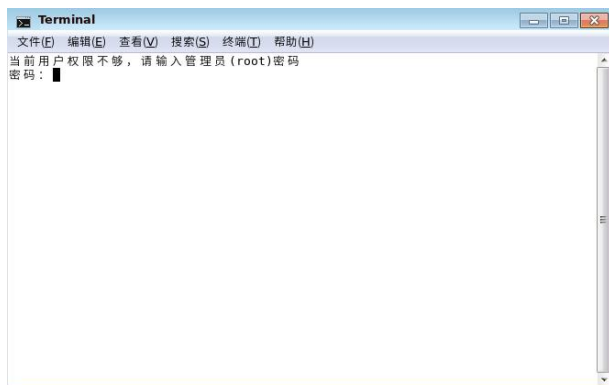 Terminal
文件(F) 编辑(E) 查看(V) 搜索(S) 终端(T) 帮助(H)
当前用户权限不够，请输入管理员(root)密码
密码：